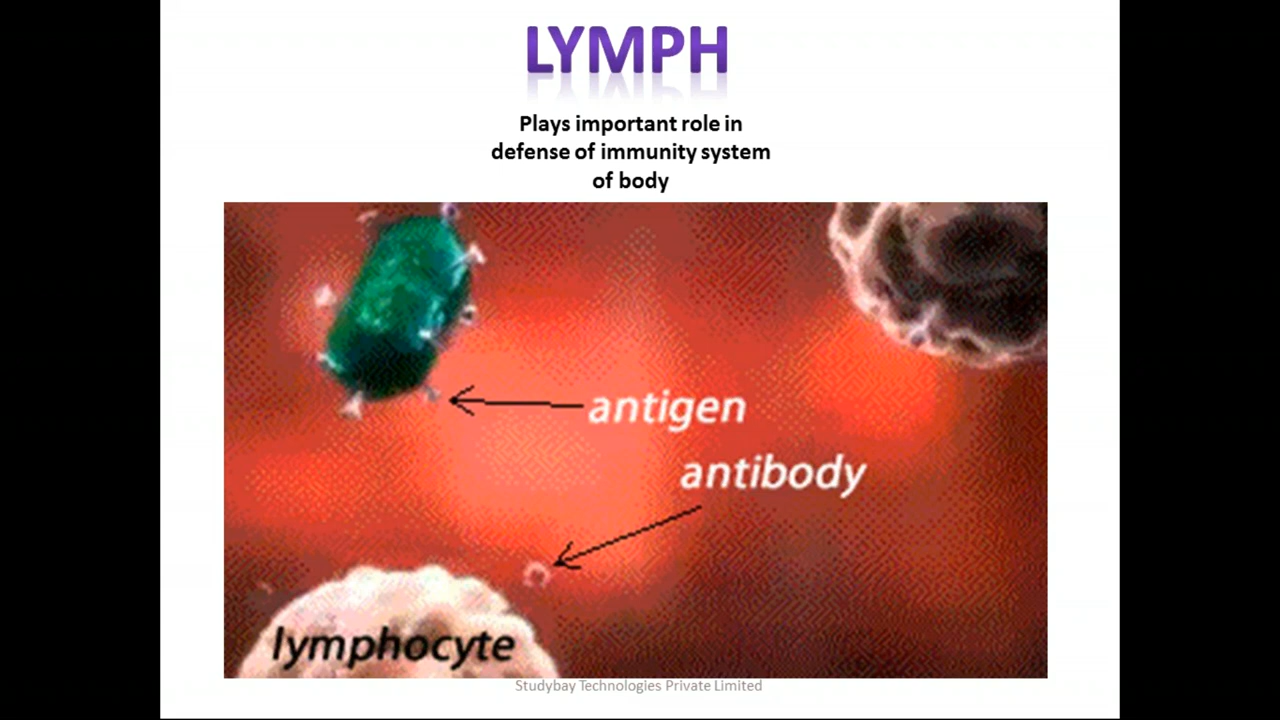 LYMPH
Plays important role in
defense of immunity system
of body
antigen
antibody
lymphocyte
Studybay Technologies Private Limited